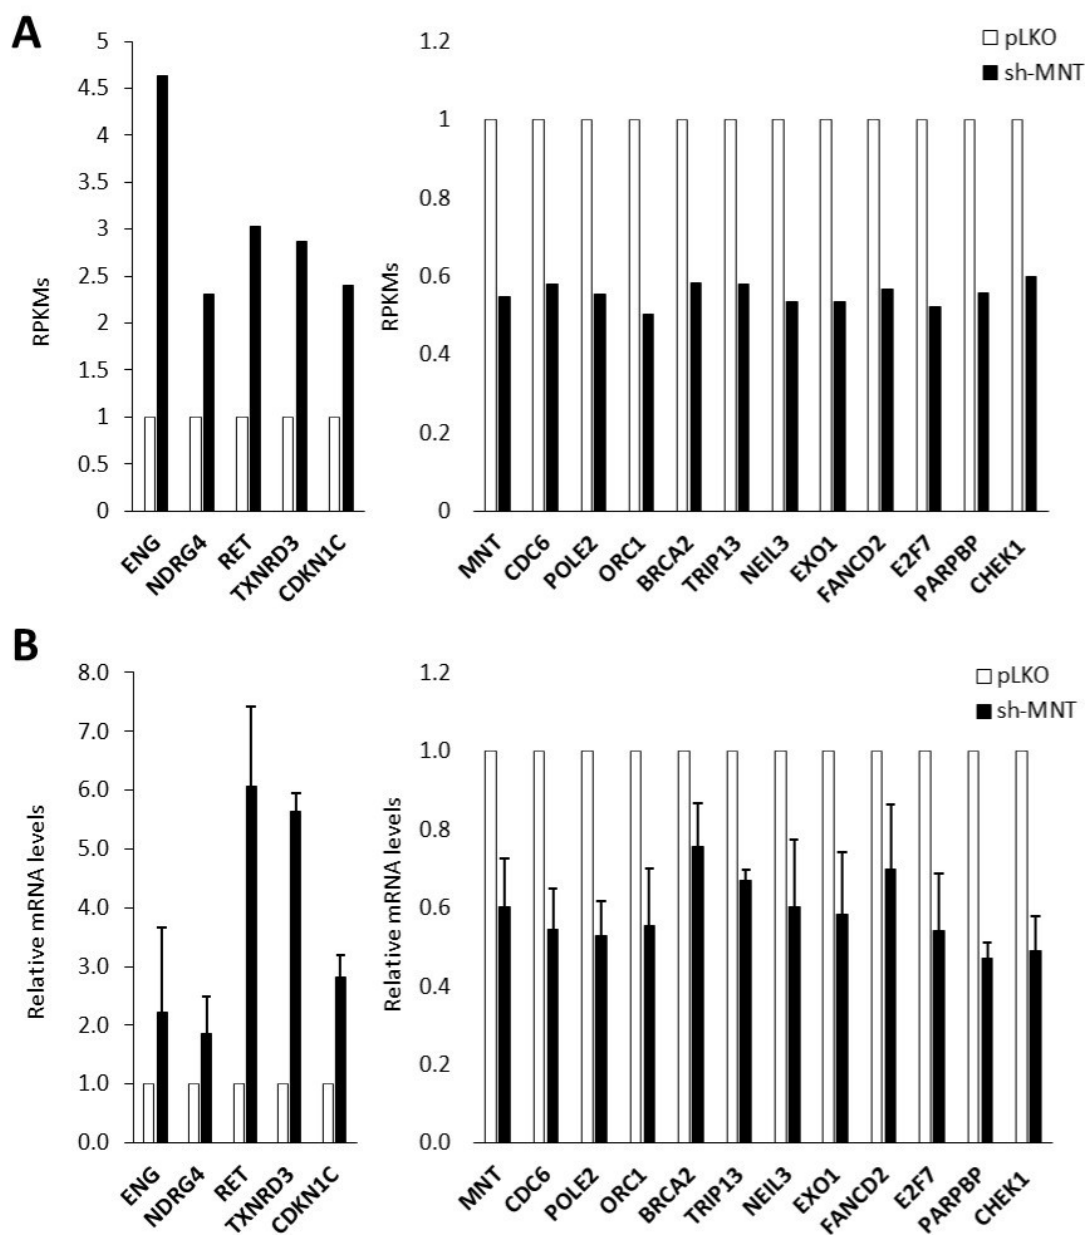 A
5
4.5
4
3.5
3
2.5
2
1.5
1
0.5
0
RPKMs
ENG
NDRG4
RET
TXNRD3
CDKN1C
1.2
1
0.8
0.6
0.4
0.2
0
RPKMs
MNT
CDC6
POLE2
ORC1
BRCA2
TRIP13
NEIL3
EXO1
FANCD2
E2F7
PARPBP
CHEK1
pLKO
sh-MNT
B
8.0
7.0
6.0
5.0
4.0
3.0
2.0
1.0
0.0
Relative mRNA levels
ENG
NDRG4
RET
TXNRD3
CDKN1C
1.2
1.0
0.8
0.6
0.4
0.2
0.0
Relative mRNA levels
MNT
CDC6
POLE2
ORC1
BRCA2
TRIP13
NEIL3
EXO1
FANCD2
E2F7
PARPBP
CHEK1
pLKO
sh-MNT